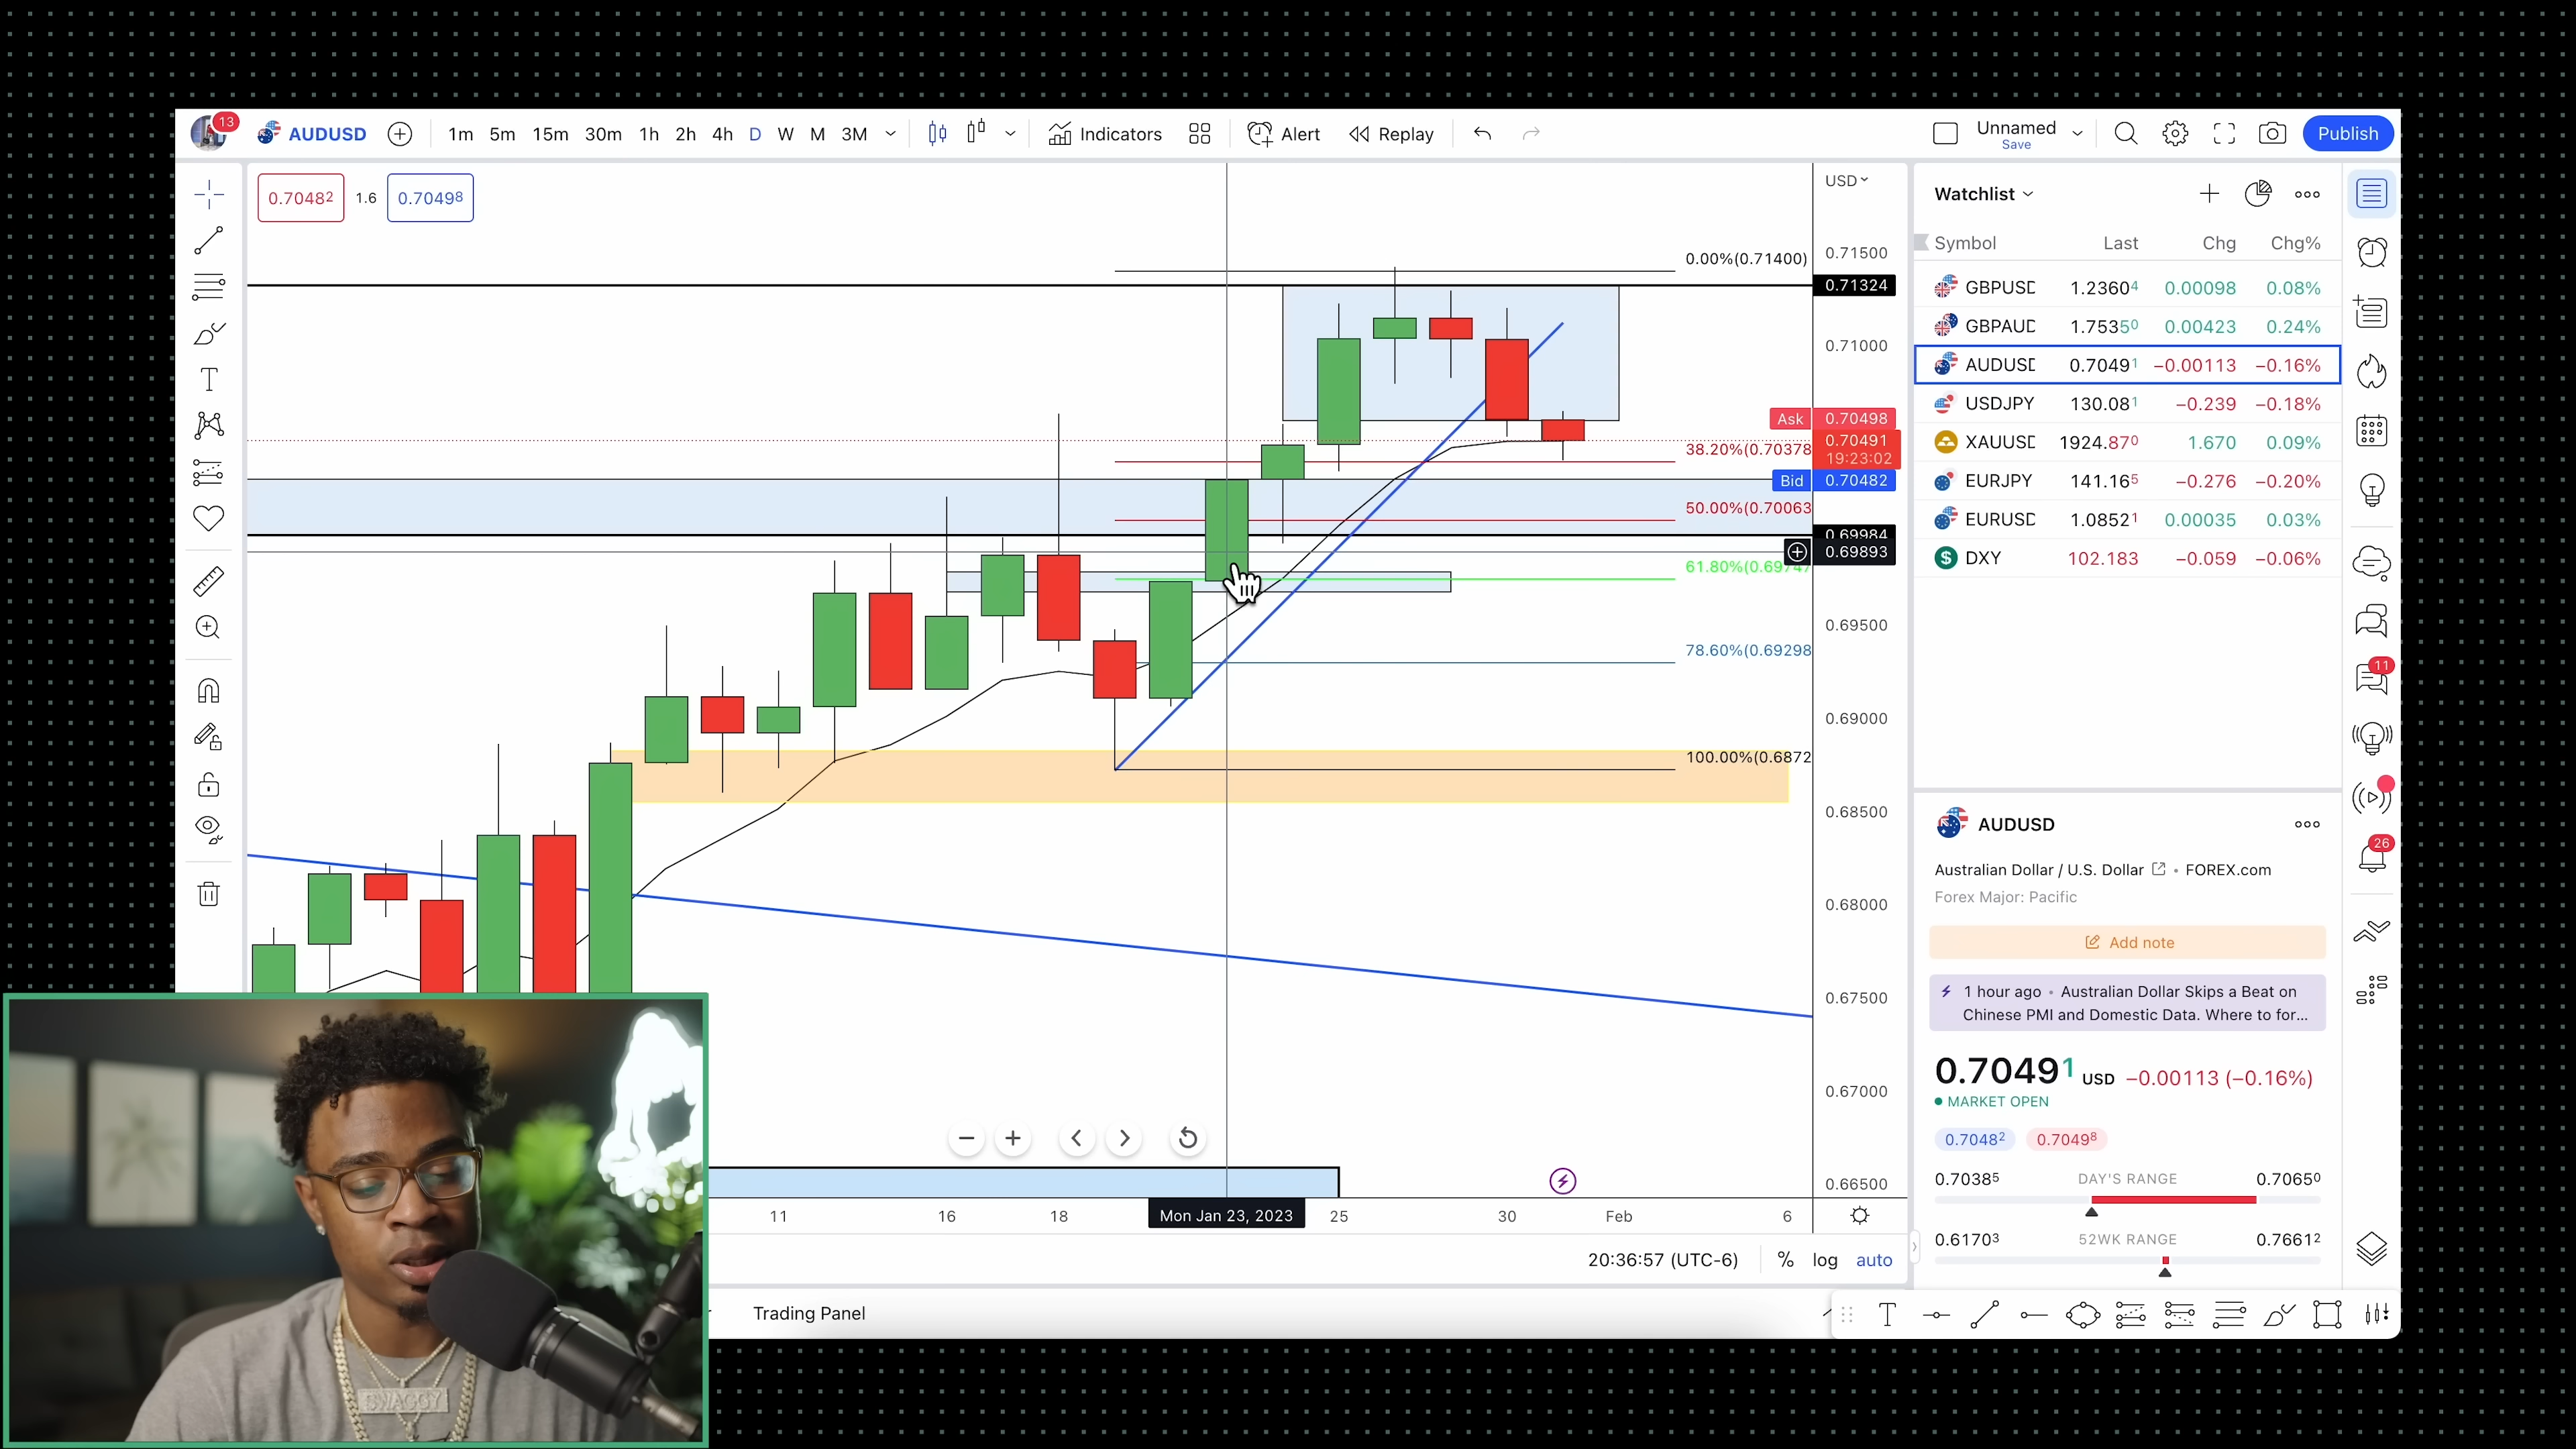 13
AUDUSD
1m 5m 15m 30m 1h 2h 4h D W M 3M
Indicators
Alert
Replay
Unnamed
Save
Publish
0.70482 1.6 0.70498
USD
0.00%(0.71400)
0.71500
0.71324
0.71000
Ask 0.70498
0.70491
38.20%(0.70378
19:23:02
Bid 0.70482
50.00%(0.70063
0.69984
0.69893
61.80%(0.69747
0.69500
78.60%(0.69298
0.69000
100.00%(0.6872
0.68500
0.68000
0.67500
0.67000
0.66500
11 16 18 Mon Jan 23, 2023 25 30 Feb 6
20:36:57 (UTC-6) % log auto
Trading Panel
Watchlist
Symbol Last Chg Chg%
GBPUSD 1.23604 0.00098 0.08%
GBPAUD 1.75350 0.00423 0.24%
AUDUSD 0.70491 −0.00113 −0.16%
USDJPY 130.081 −0.239 −0.18%
XAUUSD 1924.870 1.670 0.09%
EURJPY 141.165 −0.276 −0.20%
EURUSD 1.08521 0.00035 0.03%
DXY 102.183 −0.059 −0.06%
AUDUSD
Australian Dollar / U.S. Dollar • FOREX.com
Forex Major: Pacific
Add note
1 hour ago • Australian Dollar Skips a Beat on
Chinese PMI and Domestic Data. Where to for...
0.70491 USD −0.00113 (−0.16%)
MARKET OPEN
0.70482 0.70498
0.70385 DAY'S RANGE 0.70650
0.61703 52WK RANGE 0.76612
11
26
SWAGGY